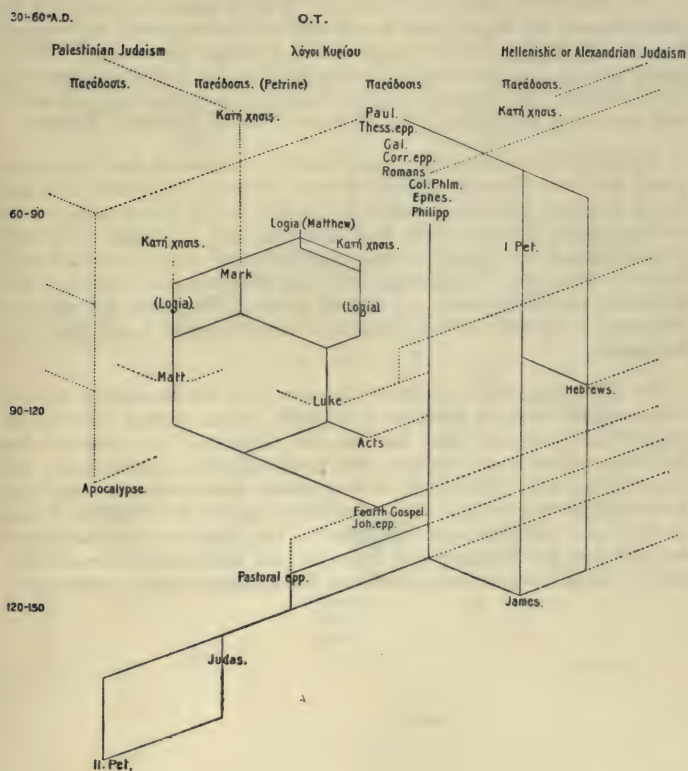 30-60 A.D. O.T.
Palestinian Judaism λόγοι Κυρίου Hellenistic or Alexandrian Judaism
Παράδοσις. Παράδοσις. (Petrine) Παράδοσις. Παράδοσις.
Κατήχησις. Κατήχησις.
Paul.
Thess. epp.
Gal.
Corr. epp.
Romans
Col. Phlm.
Ephes.
Philipp
60-90
Logia (Matthew)
Κατήχησις. Κατήχησις. I Pet.
Mark
(Logia). (Logia)
Matt. Hebrews.
Luke
90-120
Acts
Apocalypse.
Fourth Gospel.
Joh. epp.
Pastoral epp.
120-150 James.
Judas.
II. Pet.